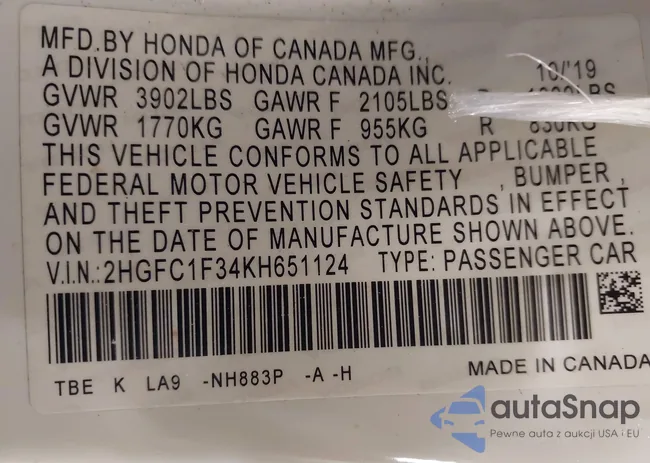 MFD.BY HONDA OF CANADA MFG.,
A DIVISION OF HONDA CANADA INC. 10/'19
GVWR 3902LBS GAWR F 2105LBS
GVWR 1770KG GAWR F 955KG R 830KG
THIS VEHICLE CONFORMS TO ALL APPLICABLE
FEDERAL MOTOR VEHICLE SAFETY , BUMPER ,
AND THEFT PREVENTION STANDARDS IN EFFECT
ON THE DATE OF MANUFACTURE SHOWN ABOVE.
V.I.N.:2HGFC1F34KH651124 TYPE: PASSENGER CAR
TBE K LA9 -NH883P -A -H MADE IN CANADA
autaSnap
Pewne auta z aukcji USA i EU